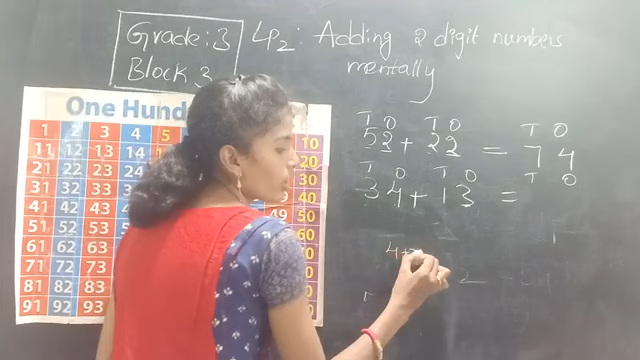 Grade:3
Block 3
LP2: Adding 2 digit numbers
mentally
T O T O T O
52 + 22 = 74
T O T O T O
34 + 13 =
4+
One Hund
1 2 3 4 5 10
11 12 13 14 20
21 22 23 24 30
31 32 33 34 40
41 42 43 49 50
51 52 53 60
61 62 63
71 72 73
81 82 83
91 92 93